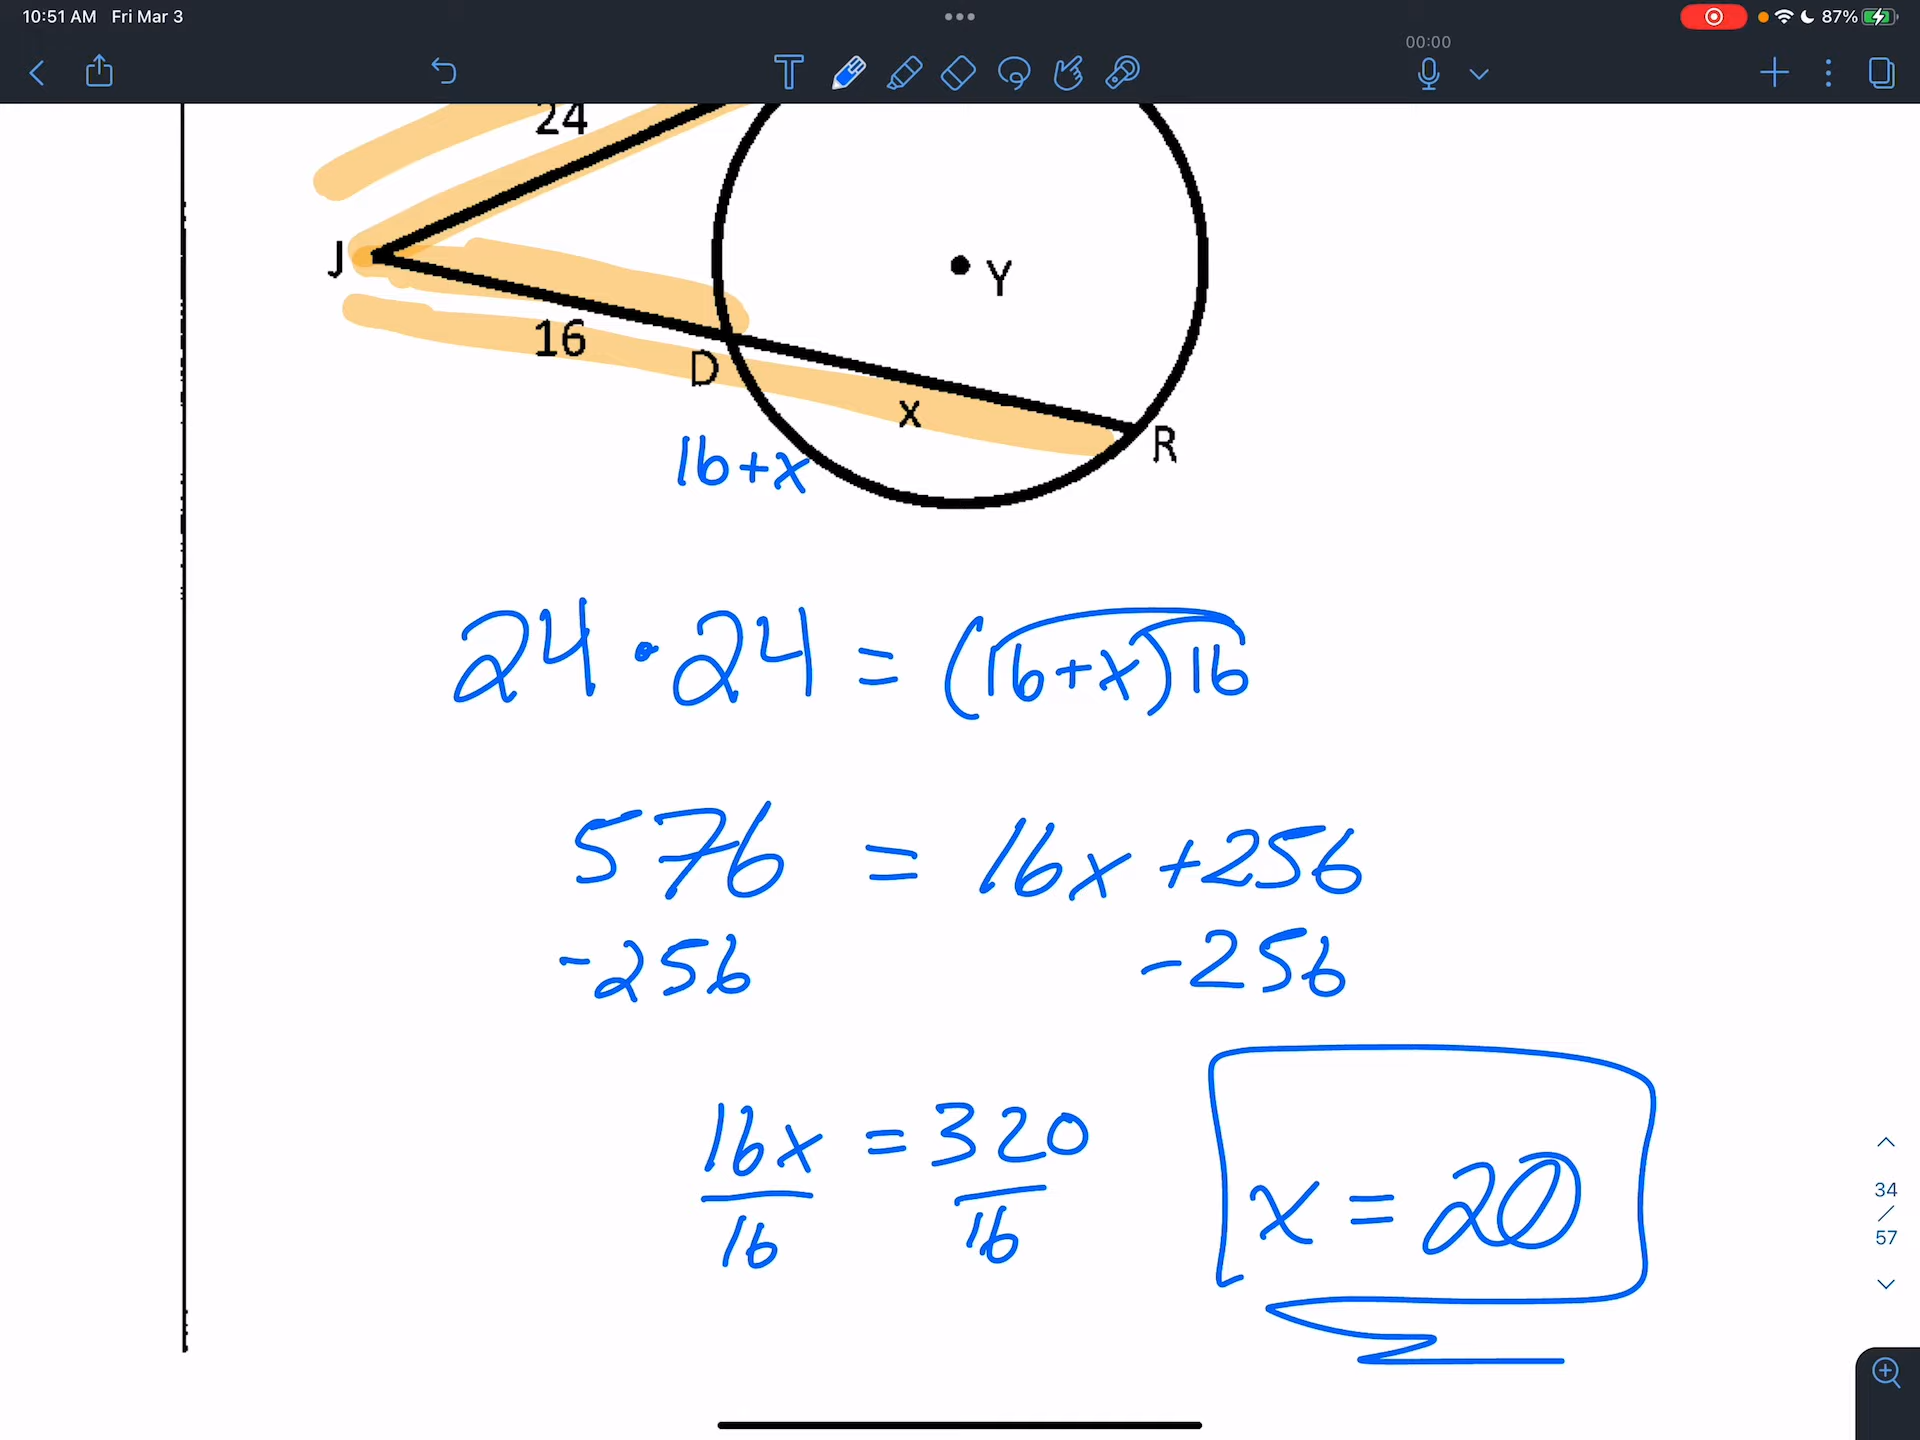 10:51 AM Fri Mar 3
87%
00:00
T
24
J
Y
16
D
x
R
16+x
24 • 24 = (16+x)16
576 = 16x +256
-256 -256
16x = 320
16 16
x = 20
34
/
57